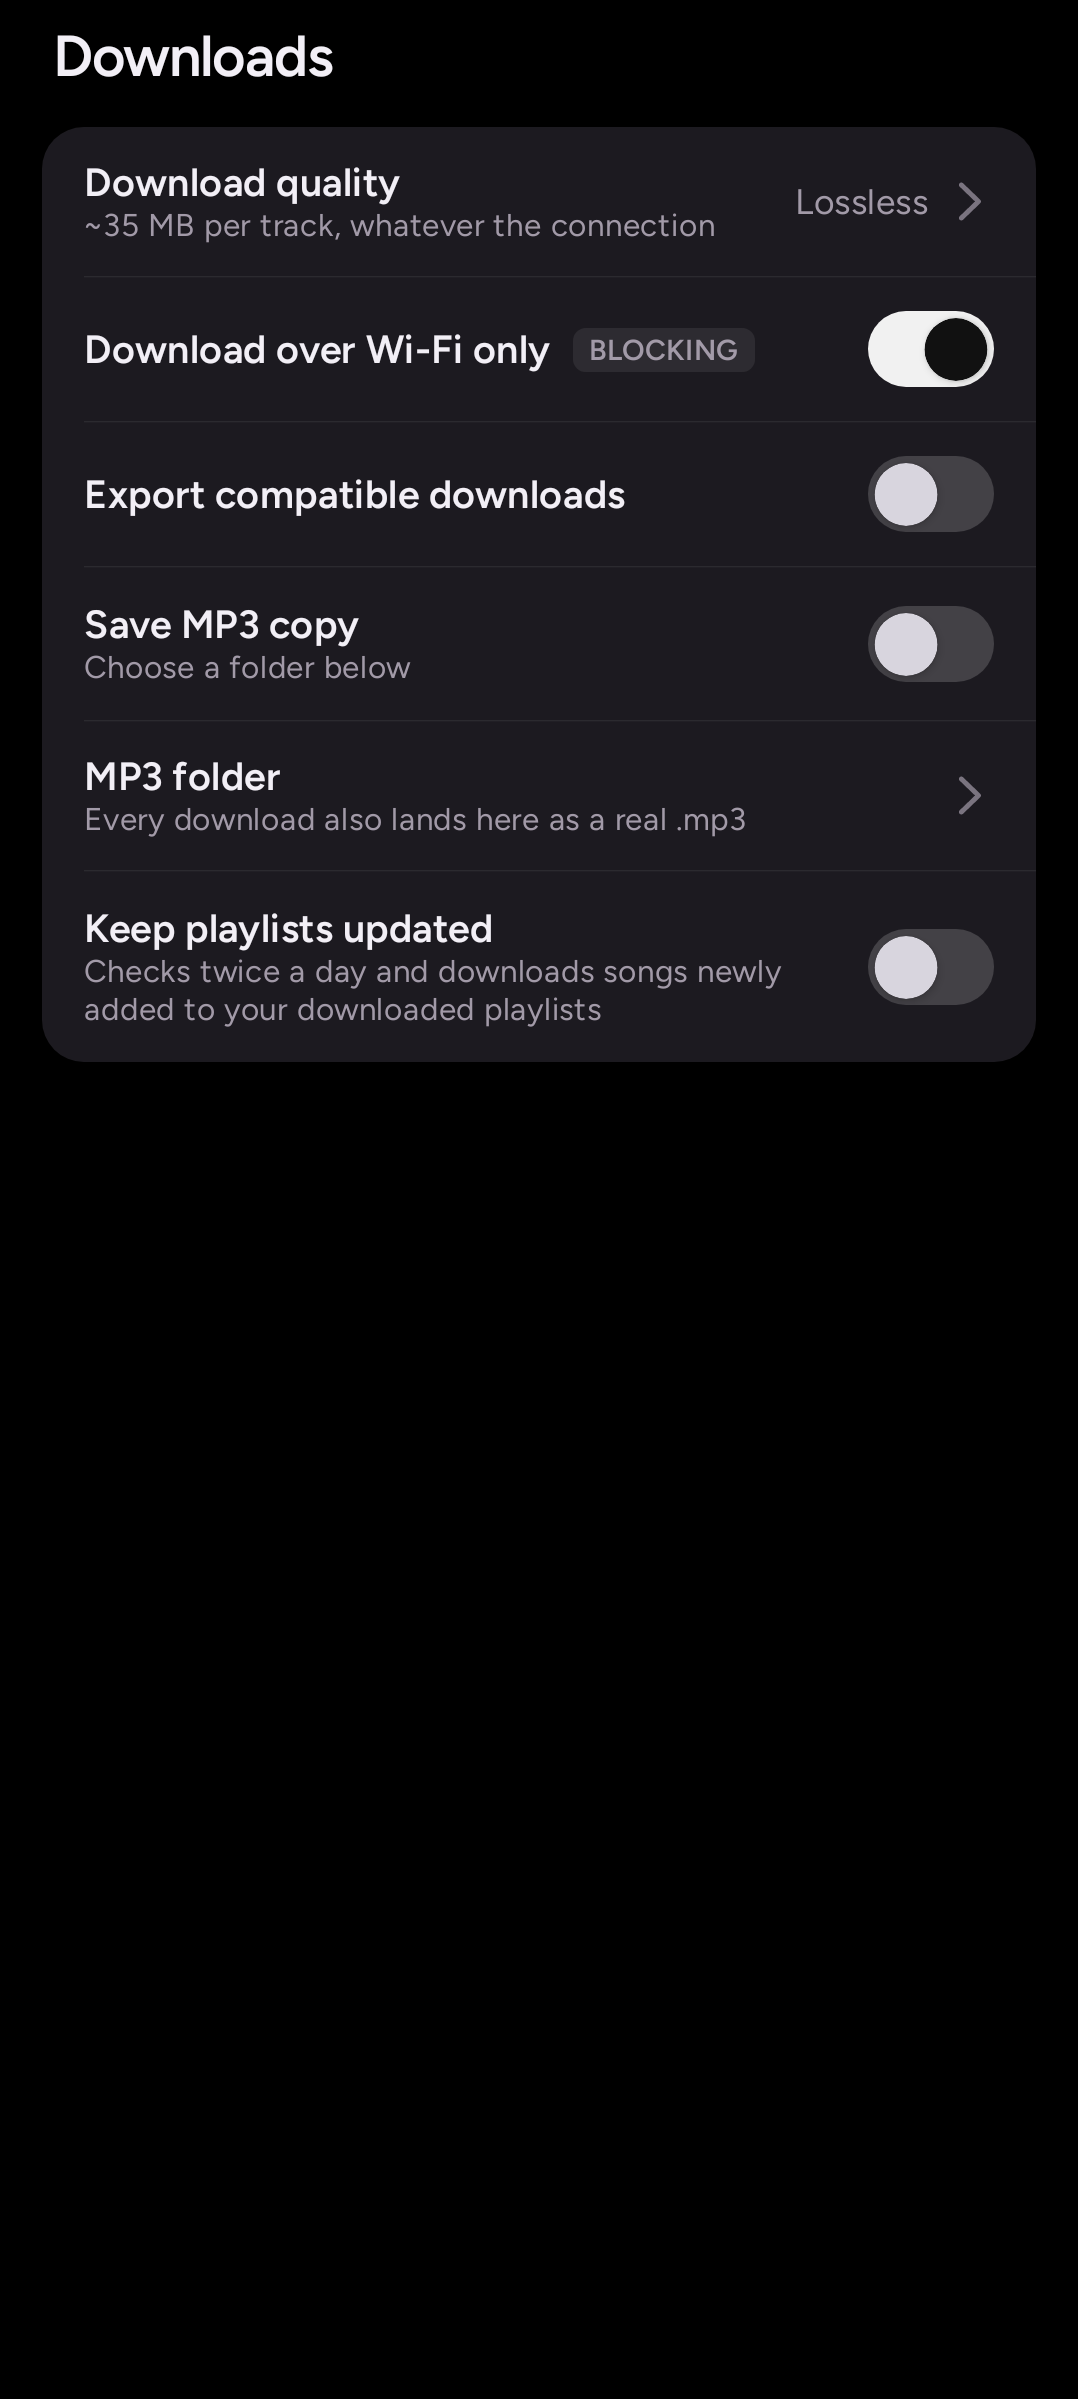 Downloads
Download quality
~35 MB per track, whatever the connection
Lossless
Download over Wi-Fi only BLOCKING
Export compatible downloads
Save MP3 copy
Choose a folder below
MP3 folder
Every download also lands here as a real .mp3
Keep playlists updated
Checks twice a day and downloads songs newly
added to your downloaded playlists